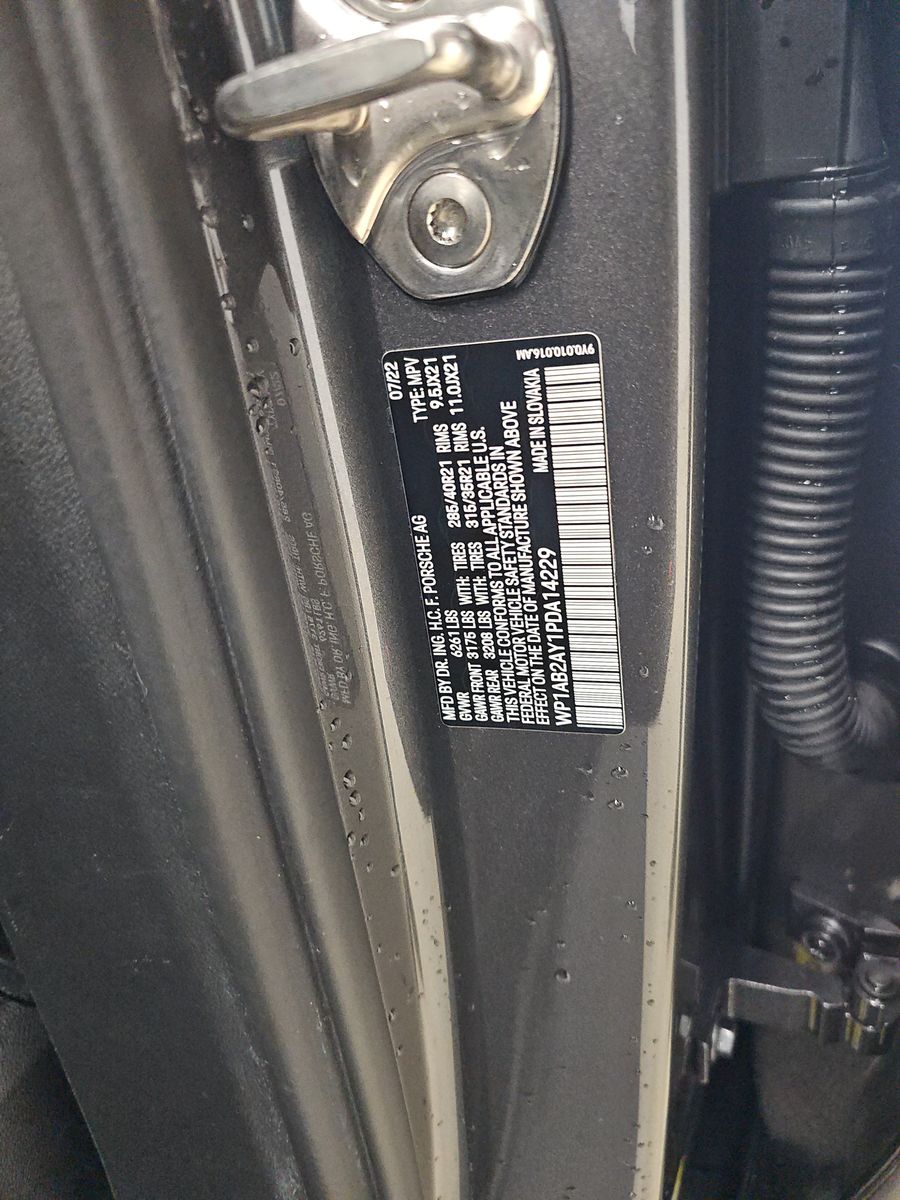 MFD BY DR. ING. H.C. F. PORSCHE AG 07/22
GVWR 6261 LBS TYPE: MPV
GAWR FRONT 3175 LBS WITH: TIRES 285/40R21 RIMS 9.5JX21
GAWR REAR 3208 LBS WITH: TIRES 315/35R21 RIMS 11.0JX21
THIS VEHICLE CONFORMS TO ALL APPLICABLE U.S.
FEDERAL MOTOR VEHICLE SAFETY STANDARDS IN
EFFECT ON THE DATE OF MANUFACTURE SHOWN ABOVE
WP1AB2AY1PDA14229 MADE IN SLOVAKIA
9Y0.010.016.AM